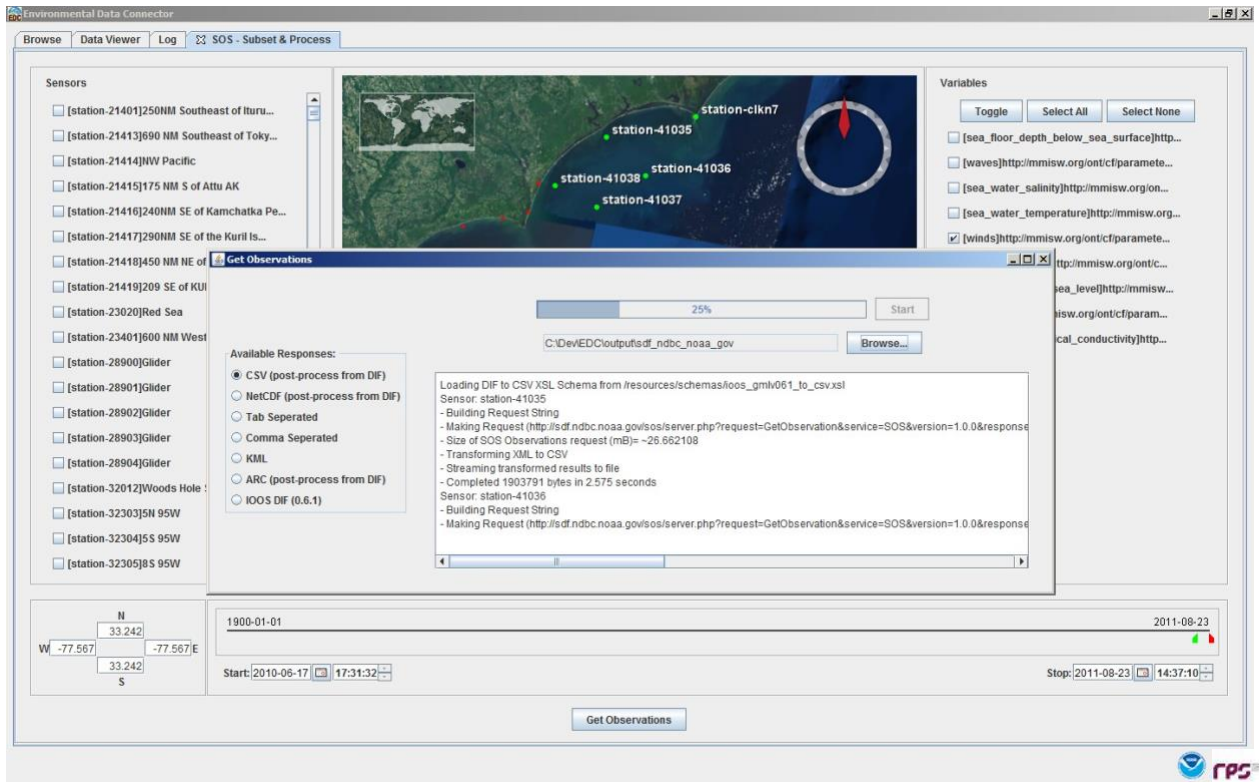 EDC Environmental Data Connector
Browse Data Viewer Log SOS - Subset & Process
Sensors
[station-21401]250NM Southeast of Ituru...
[station-21413]690 NM Southeast of Toky...
[station-21414]NW Pacific
[station-21415]175 NM S of Attu AK
[station-21416]240NM SE of Kamchatka Pe...
[station-21417]290NM SE of the Kuril Is...
[station-21418]450 NM NE of
[station-21419]209 SE of KUI
[station-23020]Red Sea
[station-23401]600 NM West
[station-28900]Glider
[station-28901]Glider
[station-28902]Glider
[station-28903]Glider
[station-28904]Glider
[station-32012]Woods Hole
[station-32303]5N 95W
[station-32304]5S 95W
[station-32305]8S 95W
station-clkn7
station-41035
station-41036
station-41038
station-41037
Variables
Toggle Select All Select None
[sea_floor_depth_below_sea_surface]http...
[waves]http://mmisw.org/ont/cf/paramete...
[sea_water_salinity]http://mmisw.org/on...
[sea_water_temperature]http://mmisw.org...
[winds]http://mmisw.org/ont/cf/paramete...
ttp://mmisw.org/ont/c...
sea_level]http://mmisw...
isw.org/ont/cf/param...
ical_conductivity]http...
Get Observations
25% Start
C:\Dev\EDC\output\sdf_ndbc_noaa_gov Browse...
Available Responses:
CSV (post-process from DIF)
NetCDF (post-process from DIF)
Tab Seperated
Comma Seperated
KML
ARC (post-process from DIF)
IOOS DIF (0.6.1)
Loading DIF to CSV XSL Schema from /resources/schemas/ioos_gmlv061_to_csv.xsl
Sensor: station-41035
- Building Request String
- Making Request (http://sdf.ndbc.noaa.gov/sos/server.php?request=GetObservation&service=SOS&version=1.0.0&response
- Size of SOS Observations request (mB)= ~26.662108
- Transforming XML to CSV
- Streaming transformed results to file
- Completed 1903791 bytes in 2.575 seconds
Sensor: station-41036
- Building Request String
- Making Request (http://sdf.ndbc.noaa.gov/sos/server.php?request=GetObservation&service=SOS&version=1.0.0&response
N
33.242
W -77.567 -77.567 E
33.242
S
1900-01-01 2011-08-23
Start: 2010-06-17 17:31:32 Stop: 2011-08-23 14:37:10
Get Observations
rps